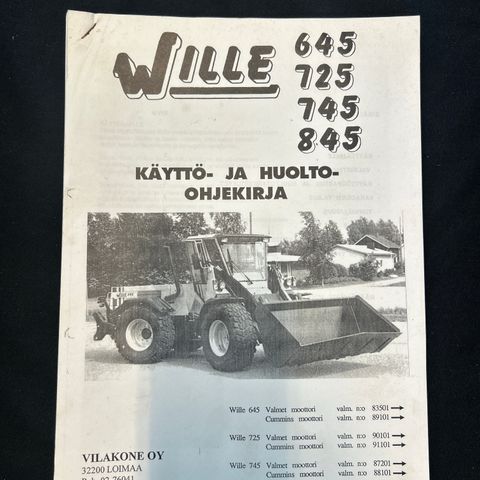 WILLE 645
725
745
845
KÄYTTÖ- JA HUOLTO-
OHJEKIRJA
Wille 645 Valmet moottori valm. n:o 83501 →
Cummins moottori valm. n:o 89101 →
Wille 725 Valmet moottori valm. n:o 90101 →
Cummins moottori valm. n:o 91101 →
Wille 745 Valmet moottori valm. n:o 87201 →
Cummins moottori valm. n:o 88101 →
VILAKONE OY
32200 LOIMAA